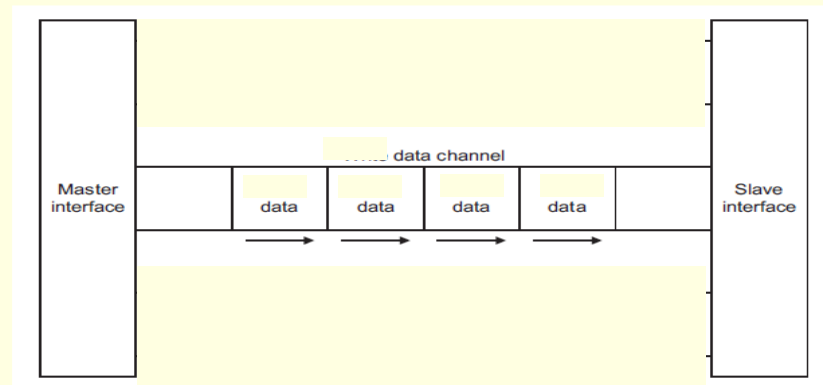 data channel
Master
interface
data
data
data
data
Slave
interface